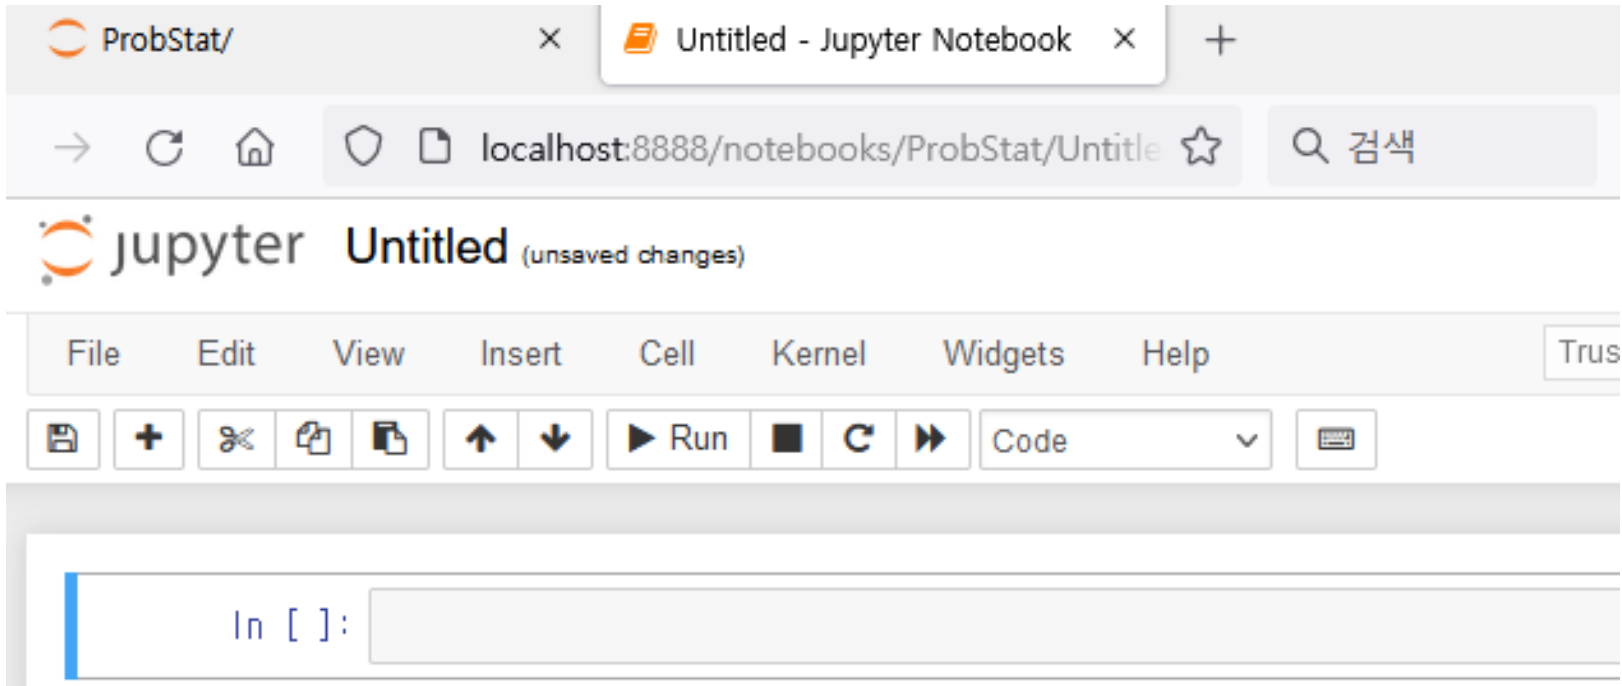 ProbStat/ Untitled - Jupyter Notebook
localhost:8888/notebooks/ProbStat/Untitle 검색
jupyter Untitled (unsaved changes)
File Edit View Insert Cell Kernel Widgets Help Trus
Run Code
In [ ]: